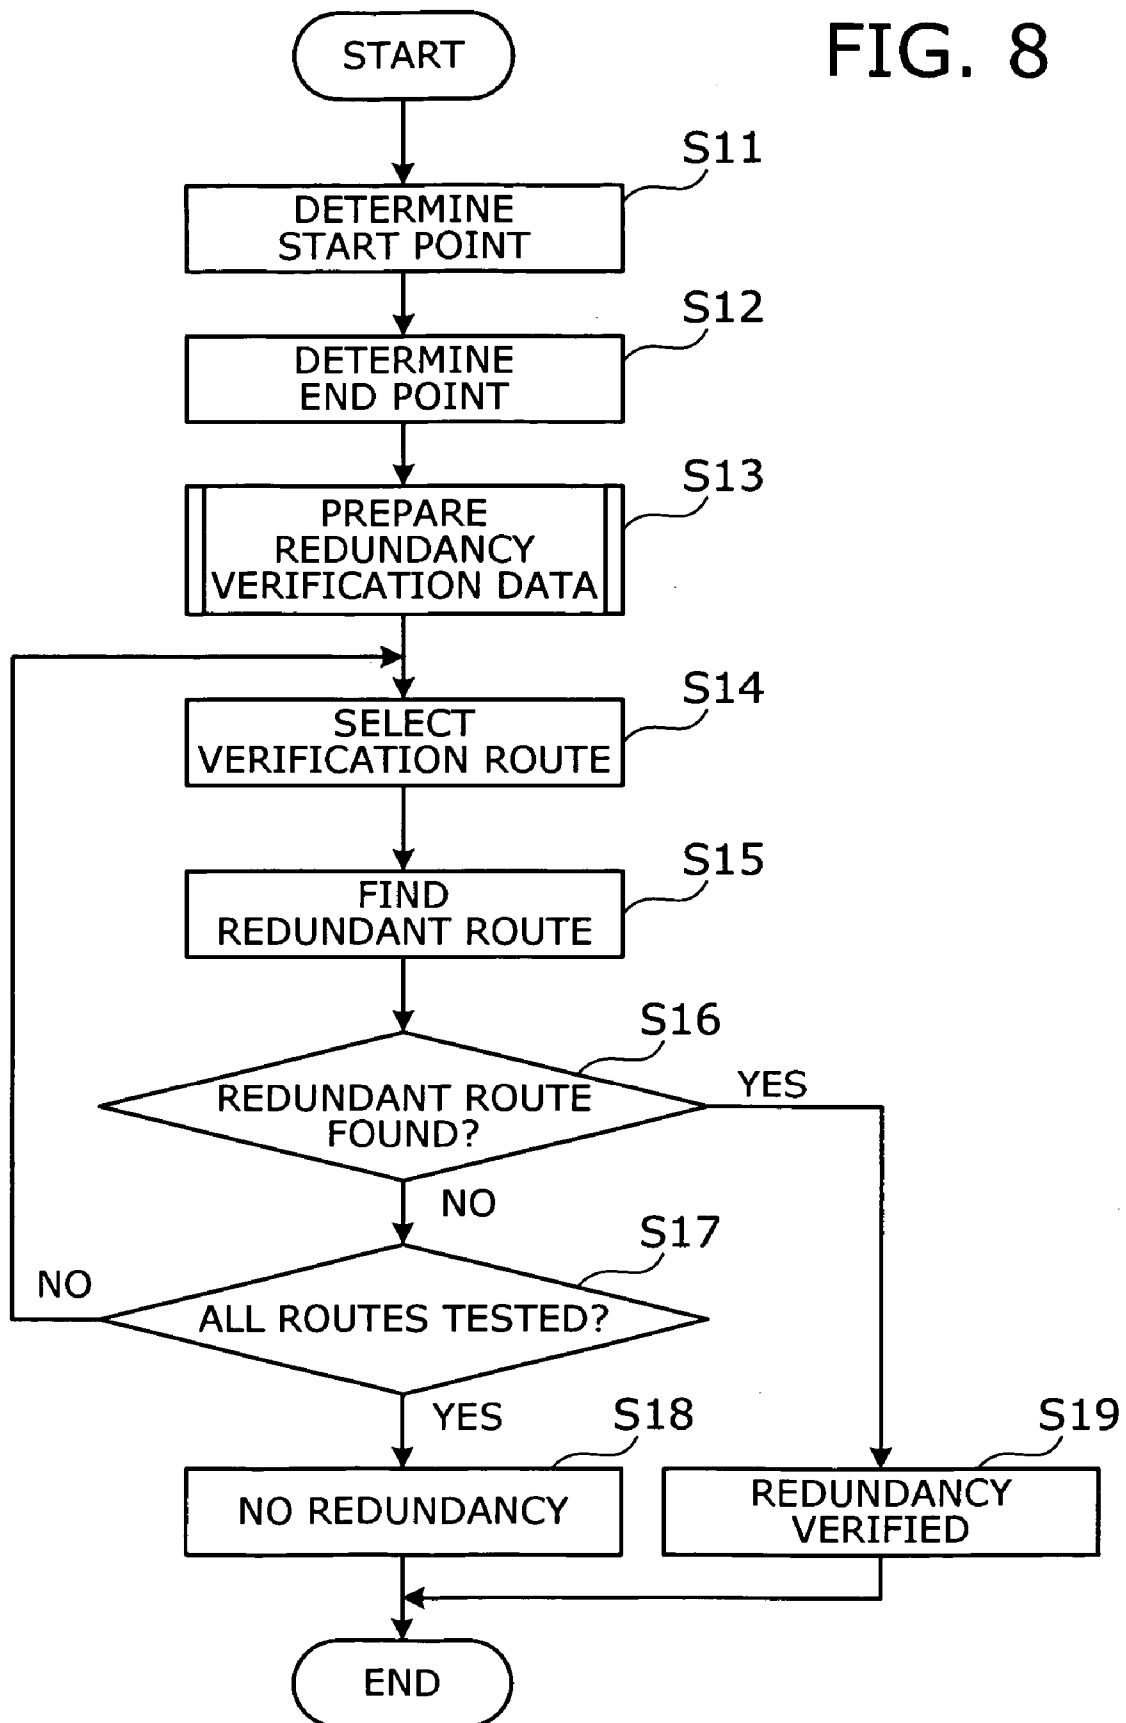 FIG. 8
START
S11
DETERMINE
START POINT
S12
DETERMINE
END POINT
S13
PREPARE
REDUNDANCY
VERIFICATION DATA
S14
SELECT
VERIFICATION ROUTE
S15
FIND
REDUNDANT ROUTE
S16
REDUNDANT ROUTE
FOUND?
YES
NO
S17
ALL ROUTES TESTED?
NO
YES
S18
NO REDUNDANCY
S19
REDUNDANCY
VERIFIED
END